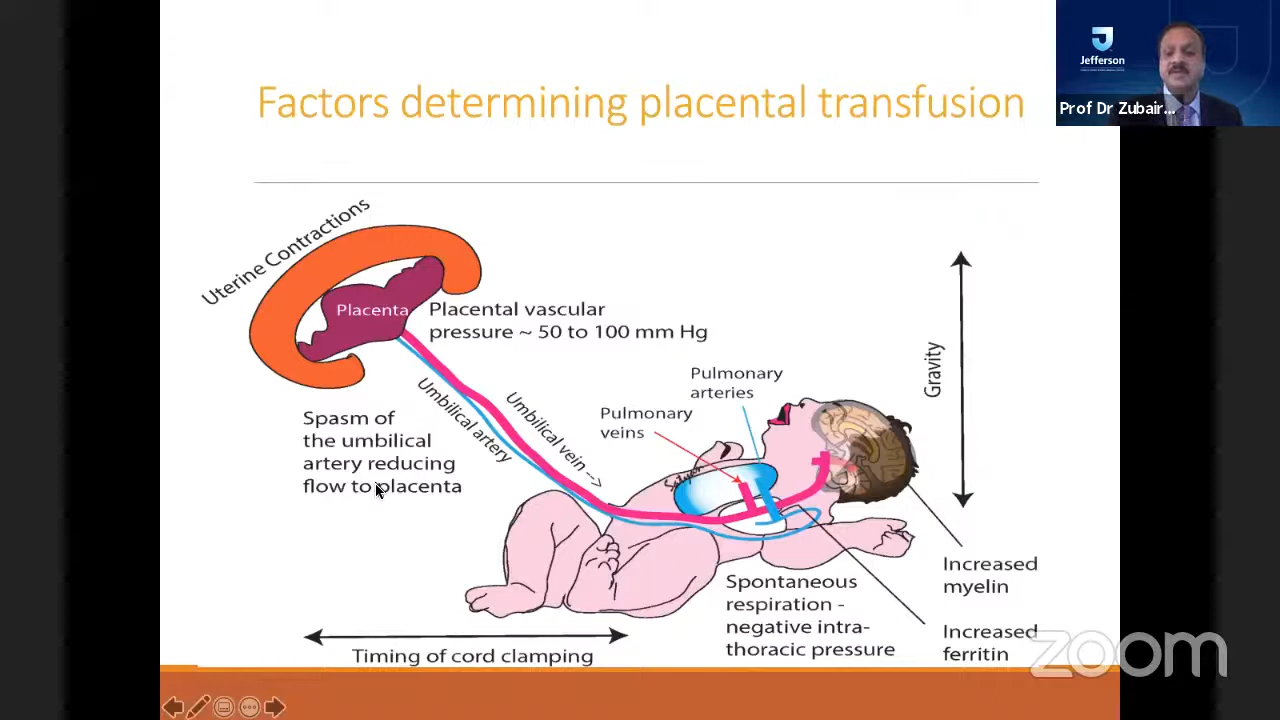 Factors determining placental transfusion
Jefferson
Prof Dr Zubair...
Uterine Contractions
Placenta
Placental vascular
pressure ~ 50 to 100 mm Hg
Gravity
Pulmonary
arteries
Pulmonary
veins
Umbilical vein -->
Umbilical artery
Spasm of
the umbilical
artery reducing
flow to placenta
Increased
myelin
Spontaneous
respiration -
negative intra-
thoracic pressure
Increased
ferritin
Timing of cord clamping
zoom